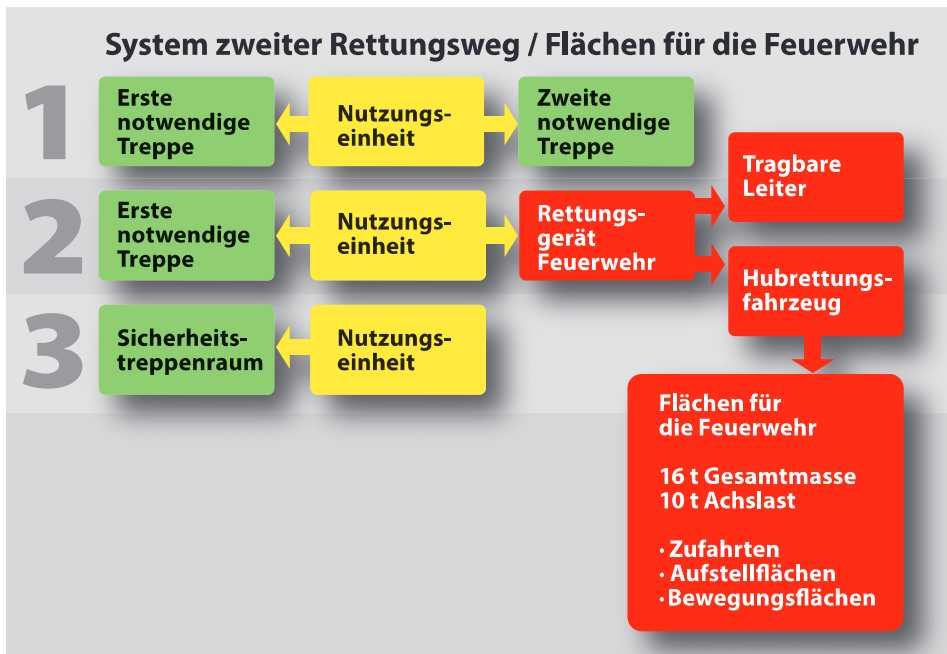 System zweiter Rettungsweg / Flächen für die Feuerwehr
1
Erste
notwendige
Treppe
Nutzungs-
einheit
Zweite
notwendige
Treppe
2
Erste
notwendige
Treppe
Nutzungs-
einheit
Rettungs-
gerät
Feuerwehr
Tragbare
Leiter
Hubrettungs-
fahrzeug
3
Sicherheits-
treppenraum
Nutzungs-
einheit
Flächen für
die Feuerwehr
16 t Gesamtmasse
10 t Achslast
· Zufahrten
· Aufstellflächen
· Bewegungsflächen